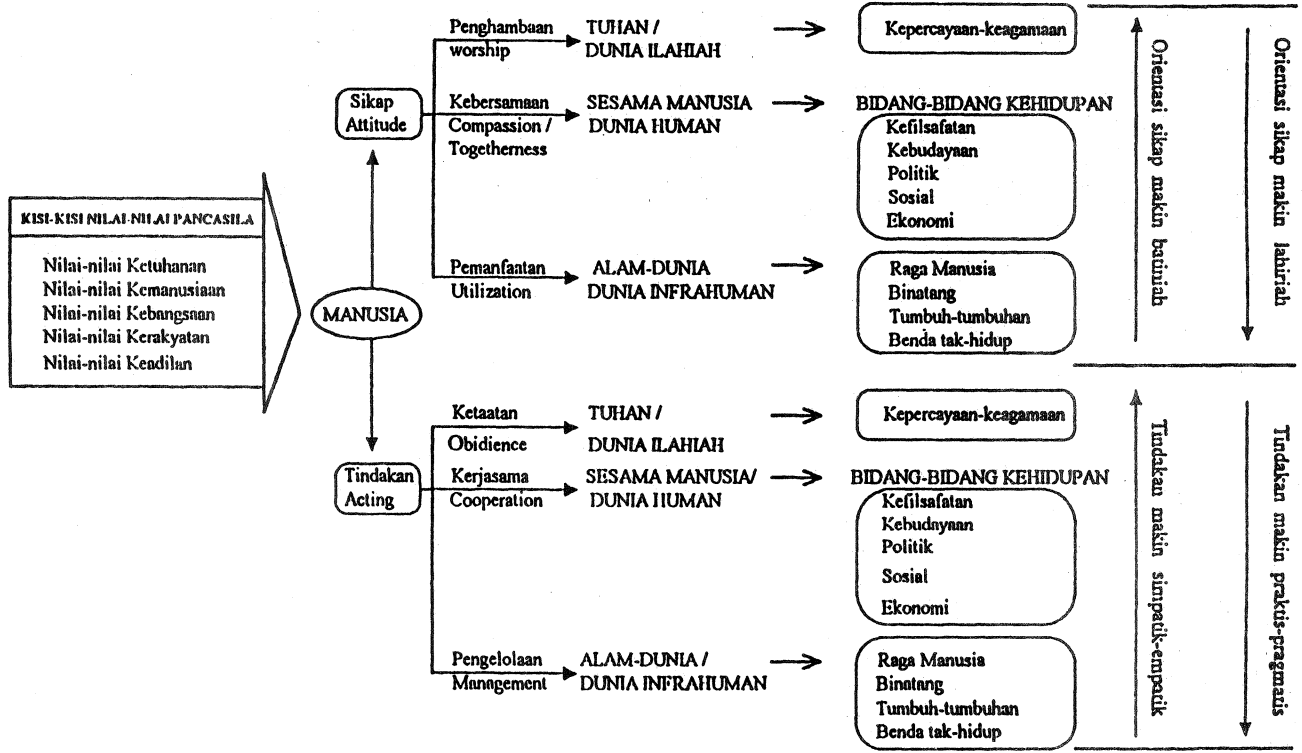 KISI-KISI NILAI-NILAI PANCASILA
Nilai-nilai Ketuhanan
Nilai-nilai Kemanusiaan
Nilai-nilai Kebangsaan
Nilai-nilai Kerakyatan
Nilai-nilai Keadilan
MANUSIA
Sikap
Attitude
Penghambaan
worship
TUHAN /
DUNIA ILAHIAH
Kepercayaan-keagamaan
Kebersamaan
Compassion /
Togetherness
SESAMA MANUSIA
DUNIA HUMAN
BIDANG-BIDANG KEHIDUPAN
Kefilsafatan
Kebudayaan
Politik
Sosial
Ekonomi
Pemanfaatan
Utilization
ALAM-DUNIA
DUNIA INFRAHUMAN
Raga Manusia
Binatang
Tumbuh-tumbuhan
Benda tak-hidup
Orientasi sikap makin batiniah
Orientasi sikap makin lahiriah
Tindakan
Acting
Ketaatan
Obidience
TUHAN /
DUNIA ILAHIAH
Kepercayaan-keagamaan
Kerjasama
Cooperation
SESAMA MANUSIA/
DUNIA HUMAN
BIDANG-BIDANG KEHIDUPAN
Kefilsafatan
Kebudayaan
Politik
Sosial
Ekonomi
Pengelolaan
Management
ALAM-DUNIA /
DUNIA INFRAHUMAN
Raga Manusia
Binatang
Tumbuh-tumbuhan
Benda tak-hidup
Tindakan makin simpatik-empatik
Tindakan makin praktis-pragmatis